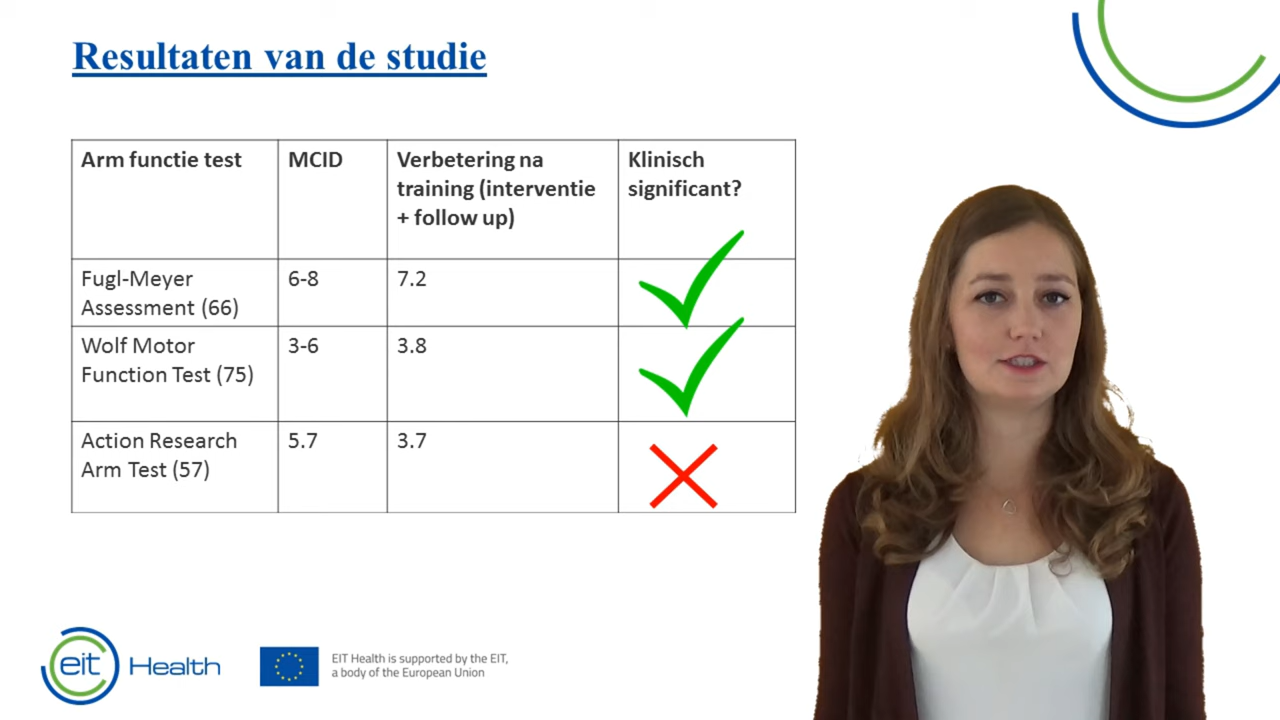 Resultaten van de studie
Arm functie test
MCID
Verbetering na
training (interventie
+ follow up)
Klinisch
significant?
Fugl-Meyer
Assessment (66)
6-8
7.2
Wolf Motor
Function Test (75)
3-6
3.8
Action Research
Arm Test (57)
5.7
3.7
eit Health
EIT Health is supported by the EIT,
a body of the European Union